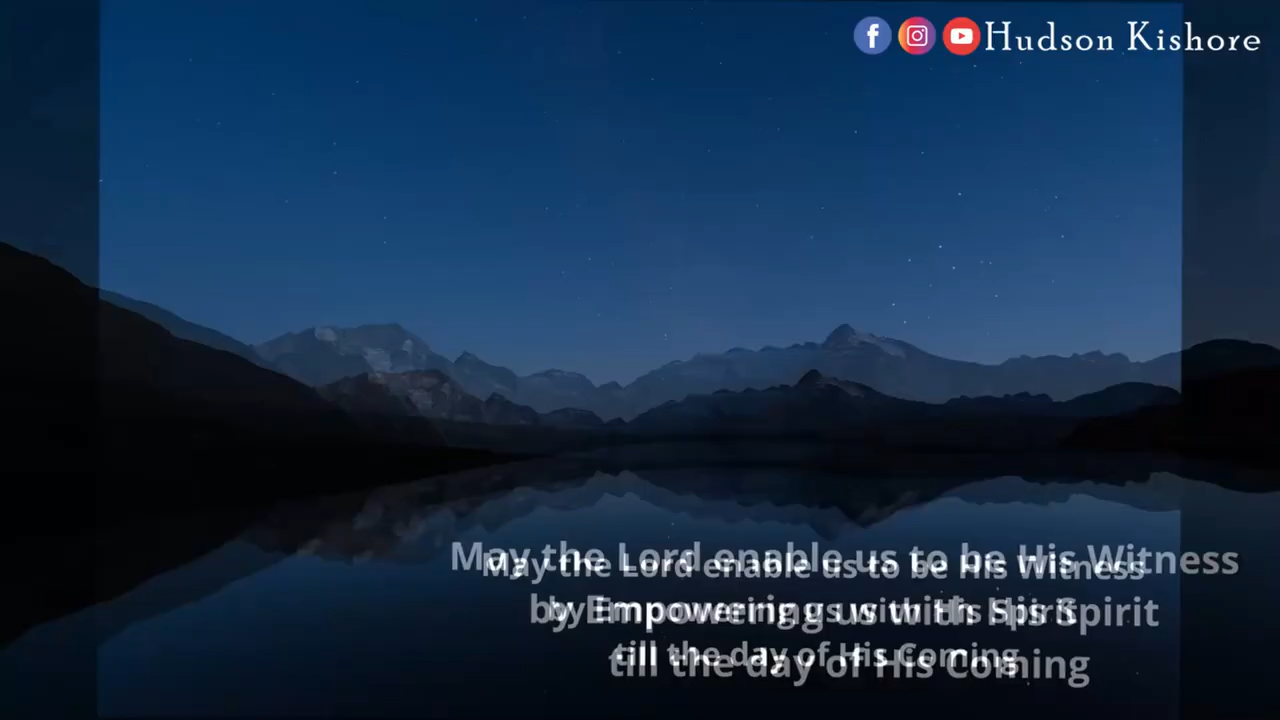 Hudson Kishore
May the Lord enable us to be His Witness
by Empowering us with His Spirit
till the day of His Coming